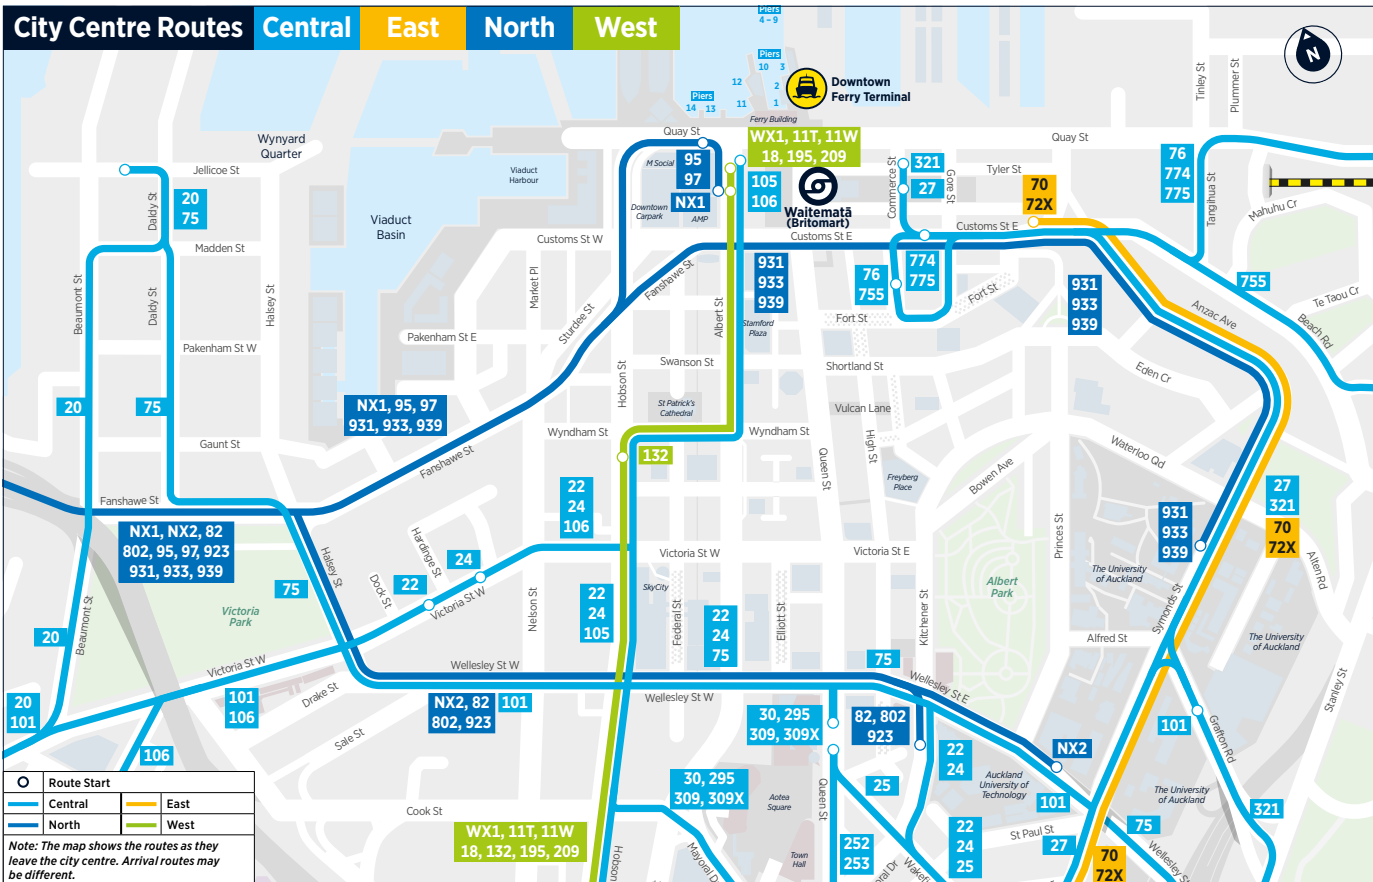 City Centre Routes
Central
East
North
West
Piers
4 – 9
Piers
10 3
12
2
Piers
14 13
11
1
Downtown
Ferry Terminal
N
Ferry Building
Wynyard
Quarter
Quay St
Quay St
Tinley St
Plummer St
WX1, 11T, 11W
18, 195, 209
M Social
95
97
NX1
105
106
Viaduct
Harbour
Jellicoe St
Daldy St
20
75
Downtown
Carpark
AMP
Waitematā
(Britomart)
Commerce St
321
27
Gore St
Tyler St
70
72X
76
774
775
Tangihua St
Mahuhu Cr
Viaduct
Basin
Customs St W
Customs St E
Customs St E
Madden St
Beaumont St
Daldy St
Halsey St
Market Pl
Sturdee St
Fanshawe St
Albert St
931
933
939
76
755
774
775
Fort St
Fort St
931
933
939
755
Te Taou Cr
Anzac Ave
Beach Rd
Stamford
Plaza
Pakenham St E
Pakenham St W
Swanson St
Shortland St
Eden Cr
Hobson St
St Patrick's
Cathedral
Vulcan Lane
20
75
NX1, 95, 97
931, 933, 939
Wyndham St
Wyndham St
High St
Queen St
Gaunt St
Fanshawe St
132
Waterloo Qd
Bowen Ave
Freyberg
Place
Fanshawe St
22
24
106
27
321
70
72X
931
933
939
Princes St
NX1, NX2, 82
802, 95, 97, 923
931, 933, 939
Halsey St
Hardinge St
24
Victoria St W
Victoria St E
Alten Rd
The University
of Auckland
75
22
Dock St
Victoria St W
Nelson St
SkyCity
Albert
Park
Victoria
Park
22
24
105
Federal St
22
24
75
Elliott St
Kitchener St
Symonds St
Alfred St
The University
of Auckland
Beaumont St
20
Victoria St W
Wellesley St W
75
Wellesley St E
Stanley St
20
101
101
106
Drake St
NX2, 82
802, 923
101
Wellesley St W
30, 295
309, 309X
82, 802
923
101
Grafton Rd
Sale St
106
NX2
22
24
Route Start
Central
East
North
West
Note: The map shows the routes as they
leave the city centre. Arrival routes may
be different.
30, 295
309, 309X
Aotea
Square
Queen St
25
Auckland
University of
Technology
101
The University
of Auckland
Cook St
321
WX1, 11T, 11W
18, 132, 195, 209
Hobson
Mayoral D
Town
Hall
252
253
oral Dr
Wakef
22
24
25
St Paul St
27
75
Wellesley St
70
72X